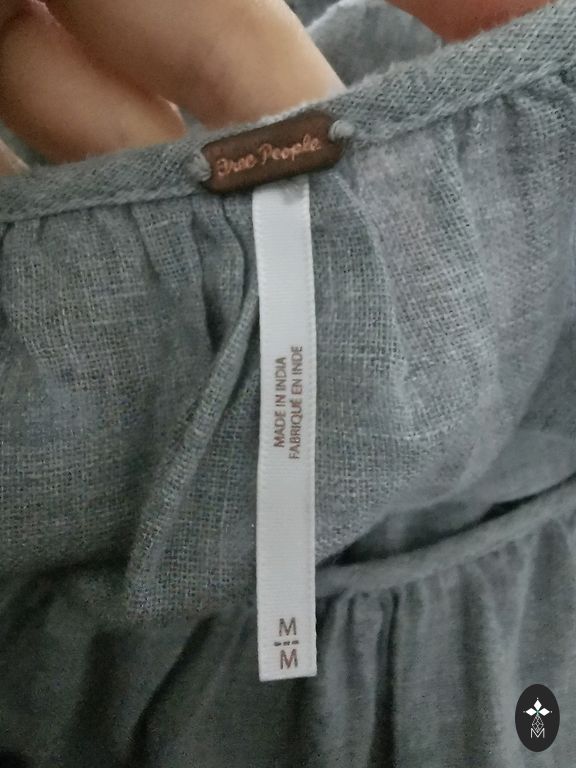 Free People
MADE IN INDIA
FABRIQUÉ EN INDE
M
M
M